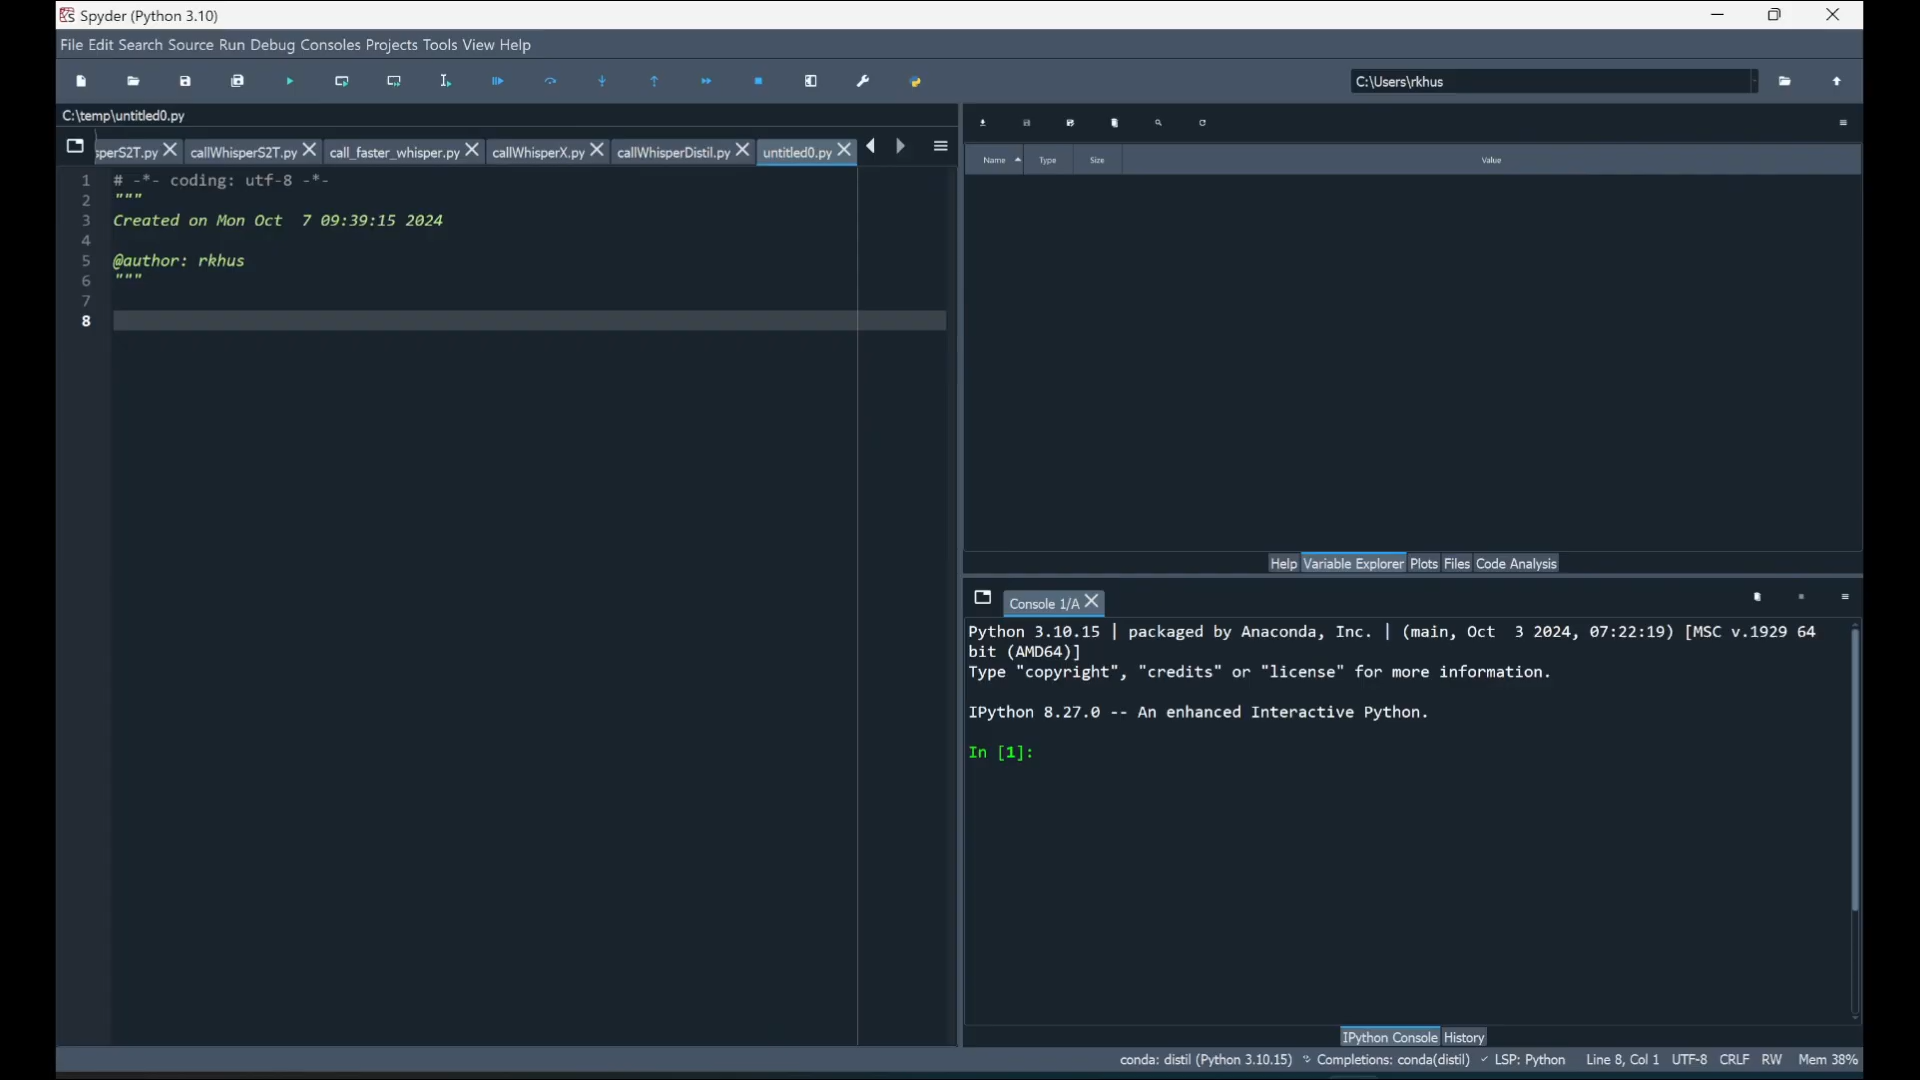 Spyder (Python 3.10)
File Edit Search Source Run Debug Consoles Projects Tools View Help
C:\Users\rkhus
C:\temp\untitled0.py
perS2T.py callWhisperS2T.py call_faster_whisper.py callWhisperX.py callWhisperDistil.py untitled0.py
1 # -*- coding: utf-8 -*-
2 """
3 Created on Mon Oct  7 09:39:15 2024
4
5 @author: rkhus
6 """
7
8
Name Type Size Value
Help Variable Explorer Plots Files Code Analysis
Console 1/A
Python 3.10.15 | packaged by Anaconda, Inc. | (main, Oct  3 2024, 07:22:19) [MSC v.1929 64
bit (AMD64)]
Type "copyright", "credits" or "license" for more information.
IPython 8.27.0 -- An enhanced Interactive Python.
In [1]:
IPython Console History
conda: distil (Python 3.10.15) Completions: conda(distil) ✓ LSP: Python Line 8, Col 1 UTF-8 CRLF RW Mem 38%